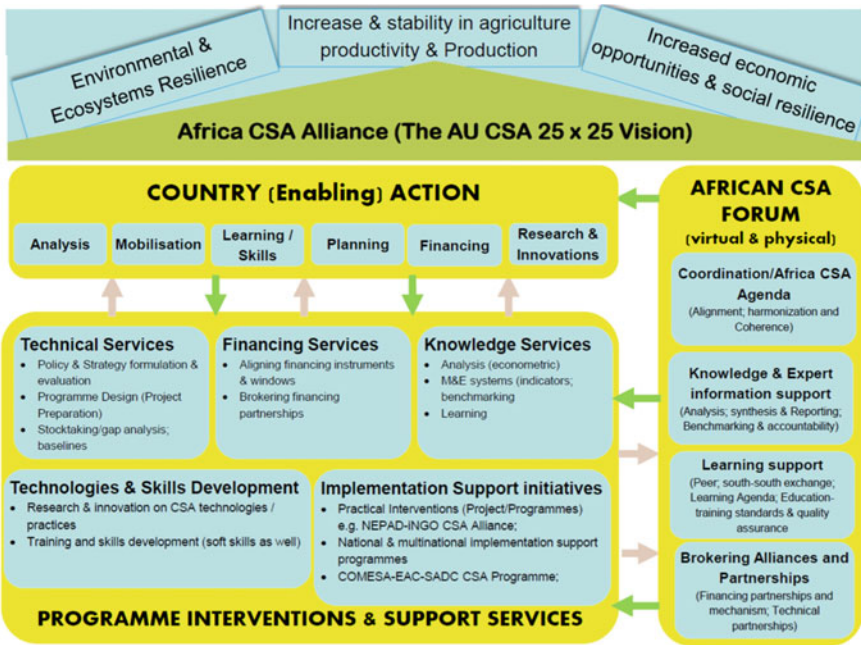 Environmental &
Ecosystems Resilience
Increase & stability in agriculture
productivity & Production
Increased economic
opportunities & social resilience
Africa CSA Alliance (The AU CSA 25 x 25 Vision)
COUNTRY (Enabling) ACTION
Analysis
Mobilisation
Learning /
Skills
Planning
Financing
Research &
Innovations
Technical Services
• Policy & Strategy formulation &
evaluation
• Programme Design (Project
Preparation)
• Stocktaking/gap analysis;
baselines
Financing Services
• Aligning financing instruments
& windows
• Brokering financing
partnerships
Knowledge Services
• Analysis (econometric)
• M&E systems (indicators;
benchmarking
• Learning
Technologies & Skills Development
• Research & innovation on CSA technologies /
practices
• Training and skills development (soft skills as well)
Implementation Support initiatives
• Practical Interventions (Project/Programmes)
e.g. NEPAD-iNGO CSA Alliance;
• National & multinational implementation support
programmes
• COMESA-EAC-SADC CSA Programme;
PROGRAMME INTERVENTIONS & SUPPORT SERVICES
AFRICAN CSA
FORUM
(virtual & physical)
Coordination/Africa CSA
Agenda
(Alignment; harmonization and
Coherence)
Knowledge & Expert
information support
(Analysis; synthesis & Reporting;
Benchmarking & accountability)
Learning support
(Peer; south-south exchange;
Learning Agenda; Education-
training standards & quality
assurance
Brokering Alliances and
Partnerships
(Financing partnerships and
mechanism; Technical
partnerships)